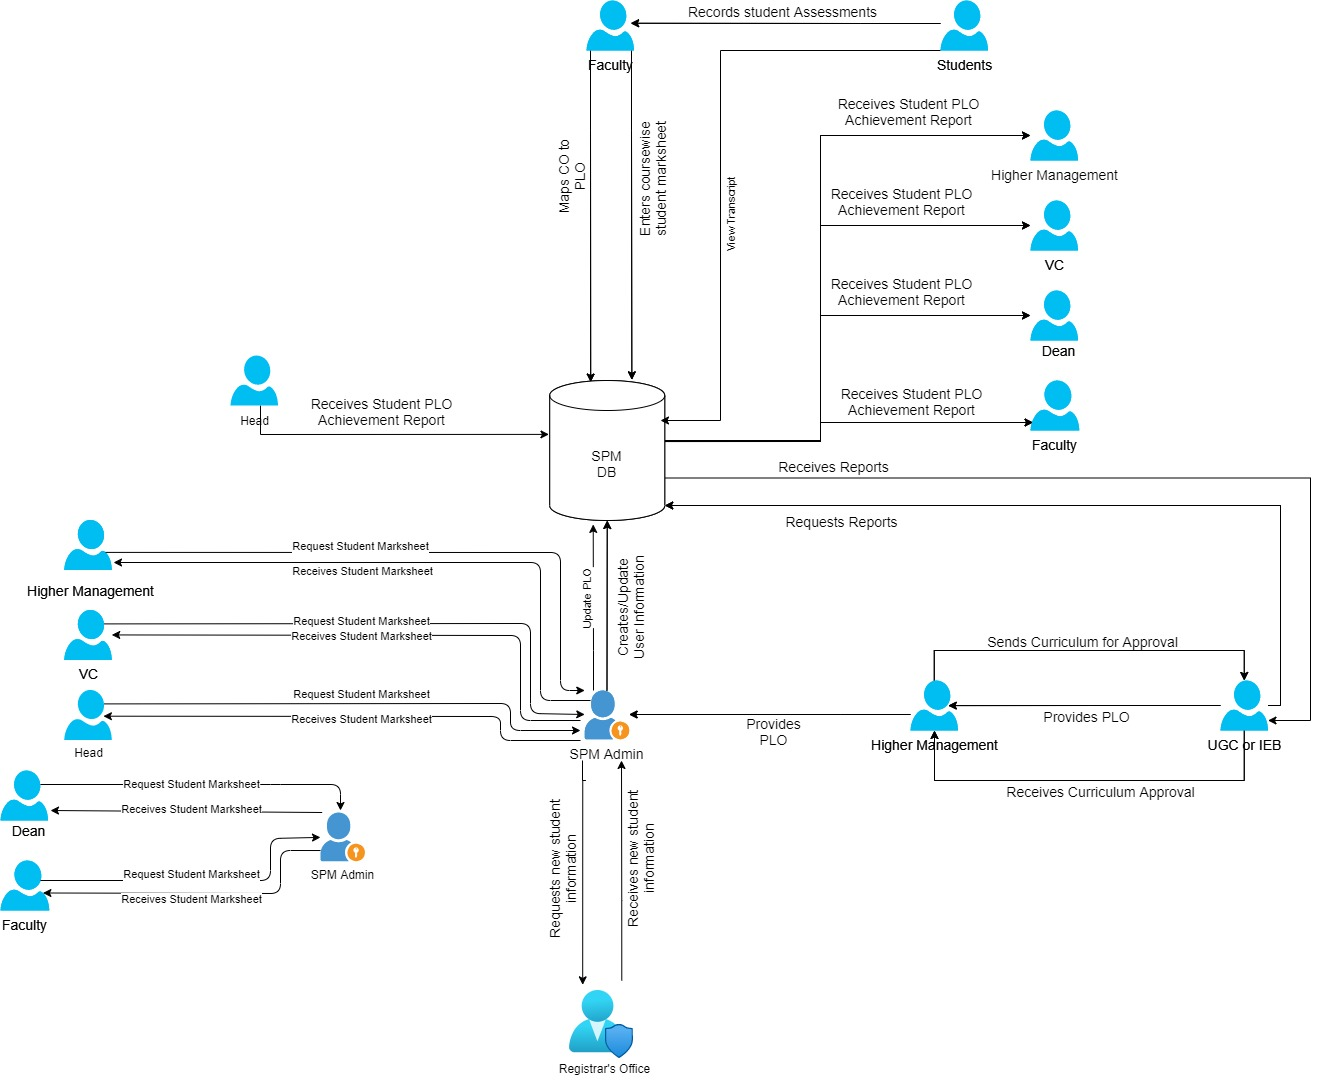 Records student Assessments
Faculty
Students
Maps CO to
PLO
Enters coursewise
student marksheet
View Transcript
Receives Student PLO
Achievement Report
Higher Management
Receives Student PLO
Achievement Report
VC
Receives Student PLO
Achievement Report
Dean
Receives Student PLO
Achievement Report
Faculty
Head
Receives Student PLO
Achievement Report
SPM
DB
Receives Reports
Requests Reports
Request Student Marksheet
Receives Student Marksheet
Higher Management
Request Student Marksheet
Receives Student Marksheet
VC
Request Student Marksheet
Receives Student Marksheet
Head
Update PLO
Creates/Update
User Information
SPM Admin
Provides
PLO
Sends Curriculum for Approval
Provides PLO
Higher Management
UGC or IEB
Receives Curriculum Approval
Request Student Marksheet
Receives Student Marksheet
Dean
SPM Admin
Request Student Marksheet
Receives Student Marksheet
Faculty
Requests new student
information
Receives new student
information
Registrar's Office